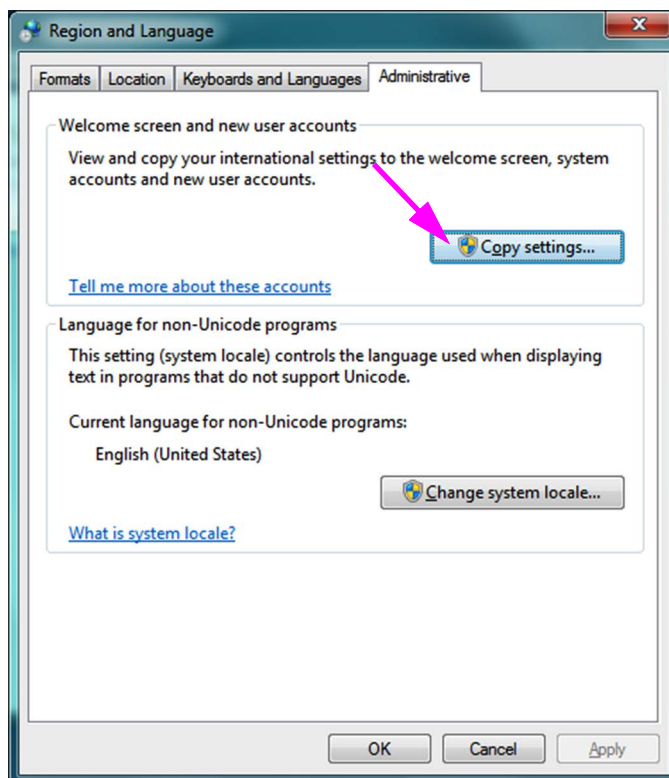 Region and Language
Formats Location Keyboards and Languages Administrative
Welcome screen and new user accounts
View and copy your international settings to the welcome screen, system
accounts and new user accounts.
Copy settings...
Tell me more about these accounts
Language for non-Unicode programs
This setting (system locale) controls the language used when displaying
text in programs that do not support Unicode.
Current language for non-Unicode programs:
English (United States)
Change system locale...
What is system locale?
OK Cancel Apply